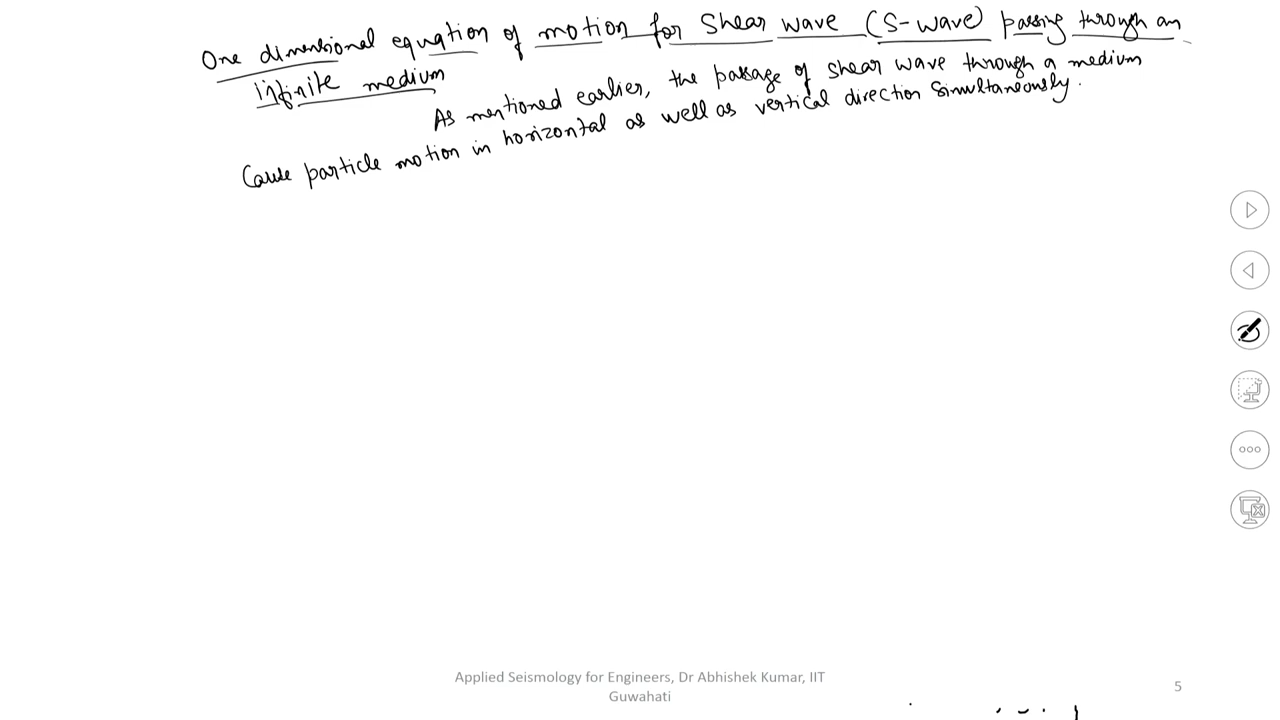 One dimensional equation of motion for Shear wave (S-wave) passing through an
infinite medium
As mentioned earlier, the passage of shear wave through a medium
Cause particle motion in horizontal as well as vertical direction simultaneously.
Applied Seismology for Engineers, Dr Abhishek Kumar, IIT
Guwahati
5